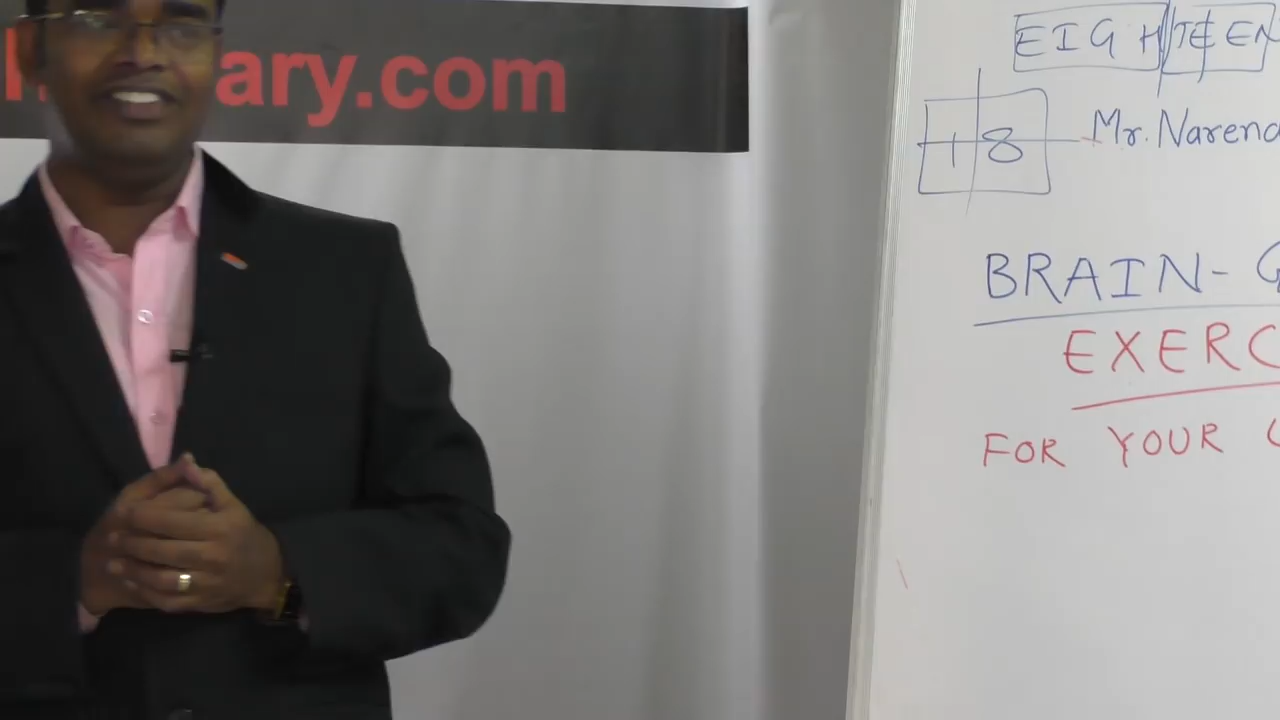 ary.com
EIGHTEEN
18 Mr. Narend
BRAIN-G
EXERC
FOR YOUR